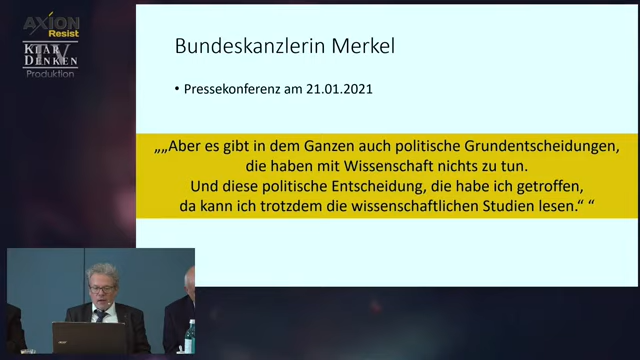 AXION
Resist
KLAR
TV
DENKEN
Produktion
Bundeskanzlerin Merkel
• Pressekonferenz am 21.01.2021
„„Aber es gibt in dem Ganzen auch politische Grundentscheidungen,
die haben mit Wissenschaft nichts zu tun.
Und diese politische Entscheidung, die habe ich getroffen,
da kann ich trotzdem die wissenschaftlichen Studien lesen.“ “